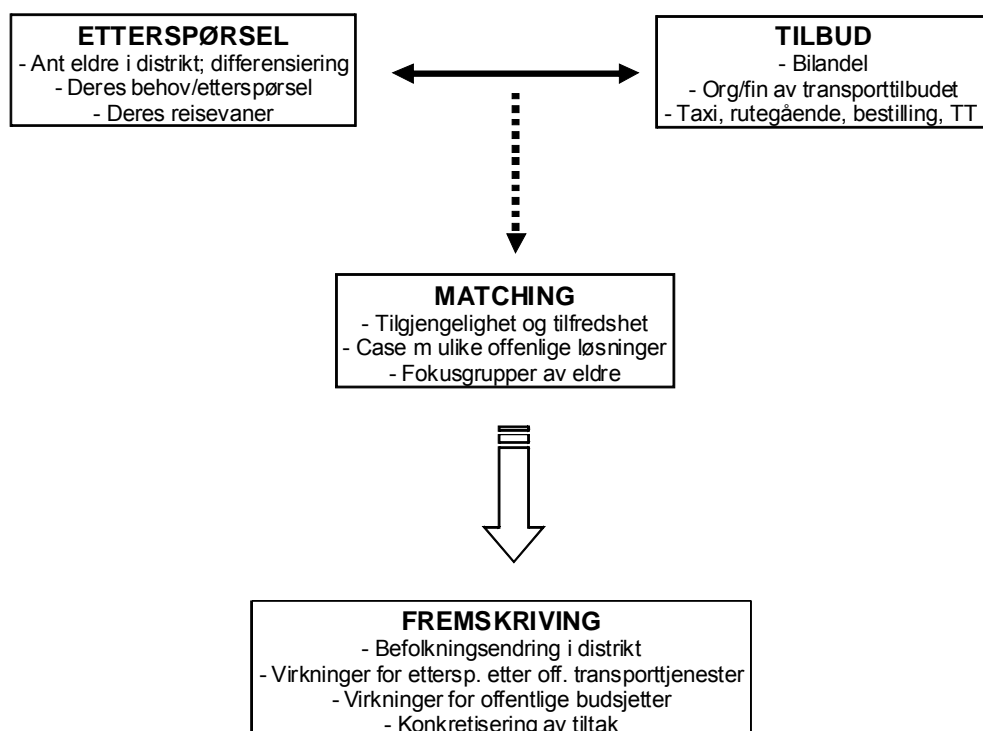 ETTERSPØRSEL
- Ant eldre i distrikt; differensiering
- Deres behov/etterspørsel
- Deres reisevaner
TILBUD
- Bilandel
- Org/fin av transporttilbudet
- Taxi, rutegående, bestilling, TT
MATCHING
- Tilgjengelighet og tilfredshet
- Case m ulike offentlige løsninger
- Fokusgrupper av eldre
FREMSKRIVING
- Befolkningsendring i distrikt
- Virkninger for ettersp. etter off. transporttjenester
- Virkninger for offentlige budsjetter
- Konkretisering av tiltak